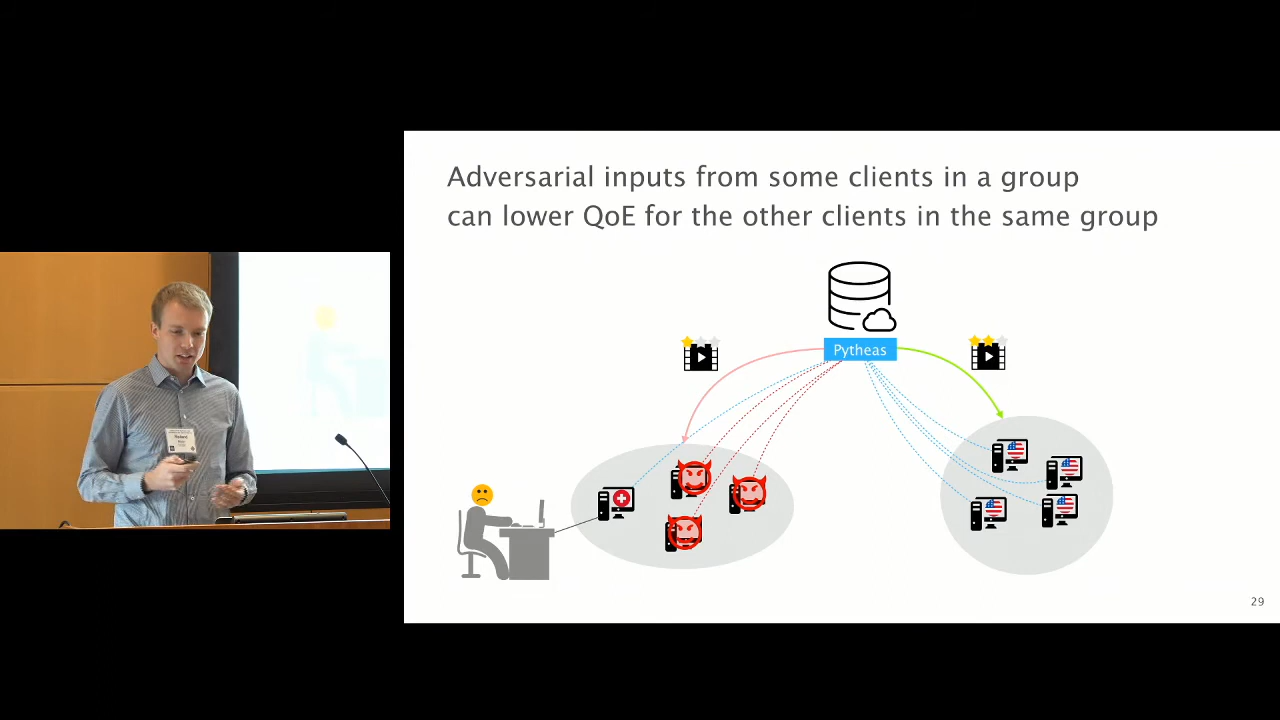 Adversarial inputs from some clients in a group
can lower QoE for the other clients in the same group
Pytheas
29